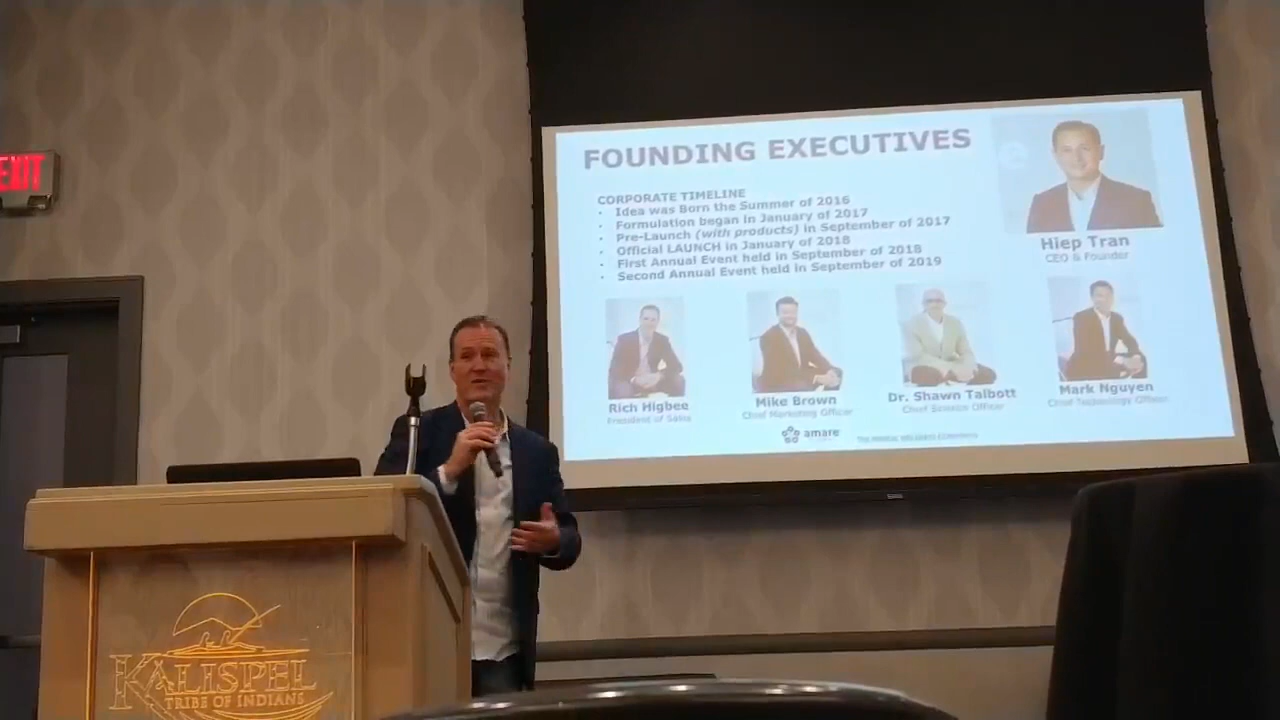 EXIT
FOUNDING EXECUTIVES
CORPORATE TIMELINE
• Idea was Born the Summer of 2016
• Formulation began in January of 2017
• Pre-Launch (with products) in September of 2017
• Official LAUNCH in January of 2018
• First Annual Event held in September of 2018
• Second Annual Event held in September of 2019
Hiep Tran
CEO & Founder
Rich Higbee
President of Sales
Mike Brown
Chief Marketing Officer
Dr. Shawn Talbott
Chief Science Officer
Mark Nguyen
Chief Technology Officer
amare
KALISPEL
TRIBE OF INDIANS